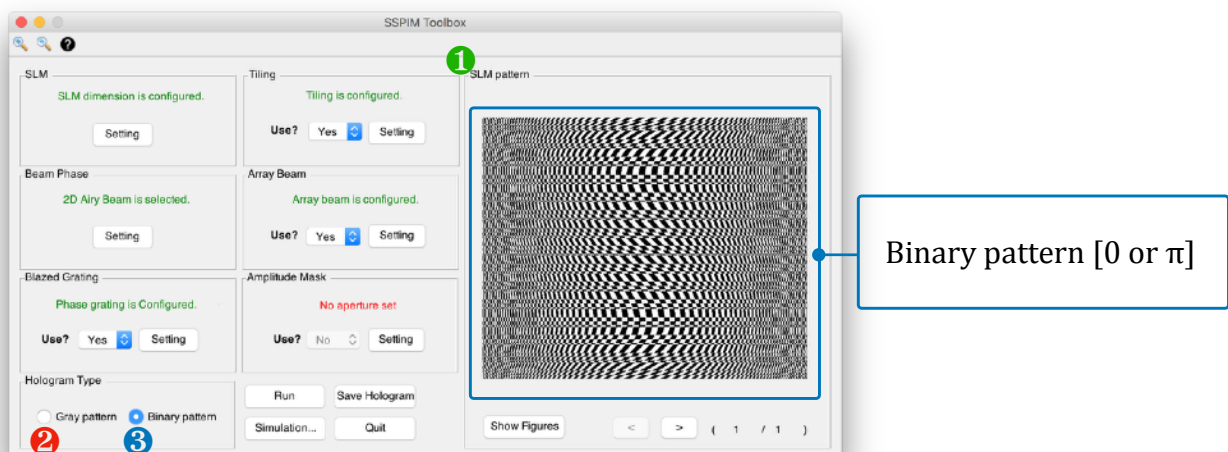 SSPIM Toolbox
?
1
SLM
SLM dimension is configured.
Setting
Tiling
Tiling is configured.
Use? Yes Setting
SLM pattern
Beam Phase
2D Airy Beam is selected.
Setting
Array Beam
Array beam is configured.
Use? Yes Setting
Binary pattern [0 or π]
Blazed Grating
Phase grating is Configured.
Use? Yes Setting
Amplitude Mask
No aperture set
Use? No Setting
Hologram Type
Gray pattern Binary pattern
2 3
Run Save Hologram
Simulation... Quit
Show Figures < > ( 1 / 1 )